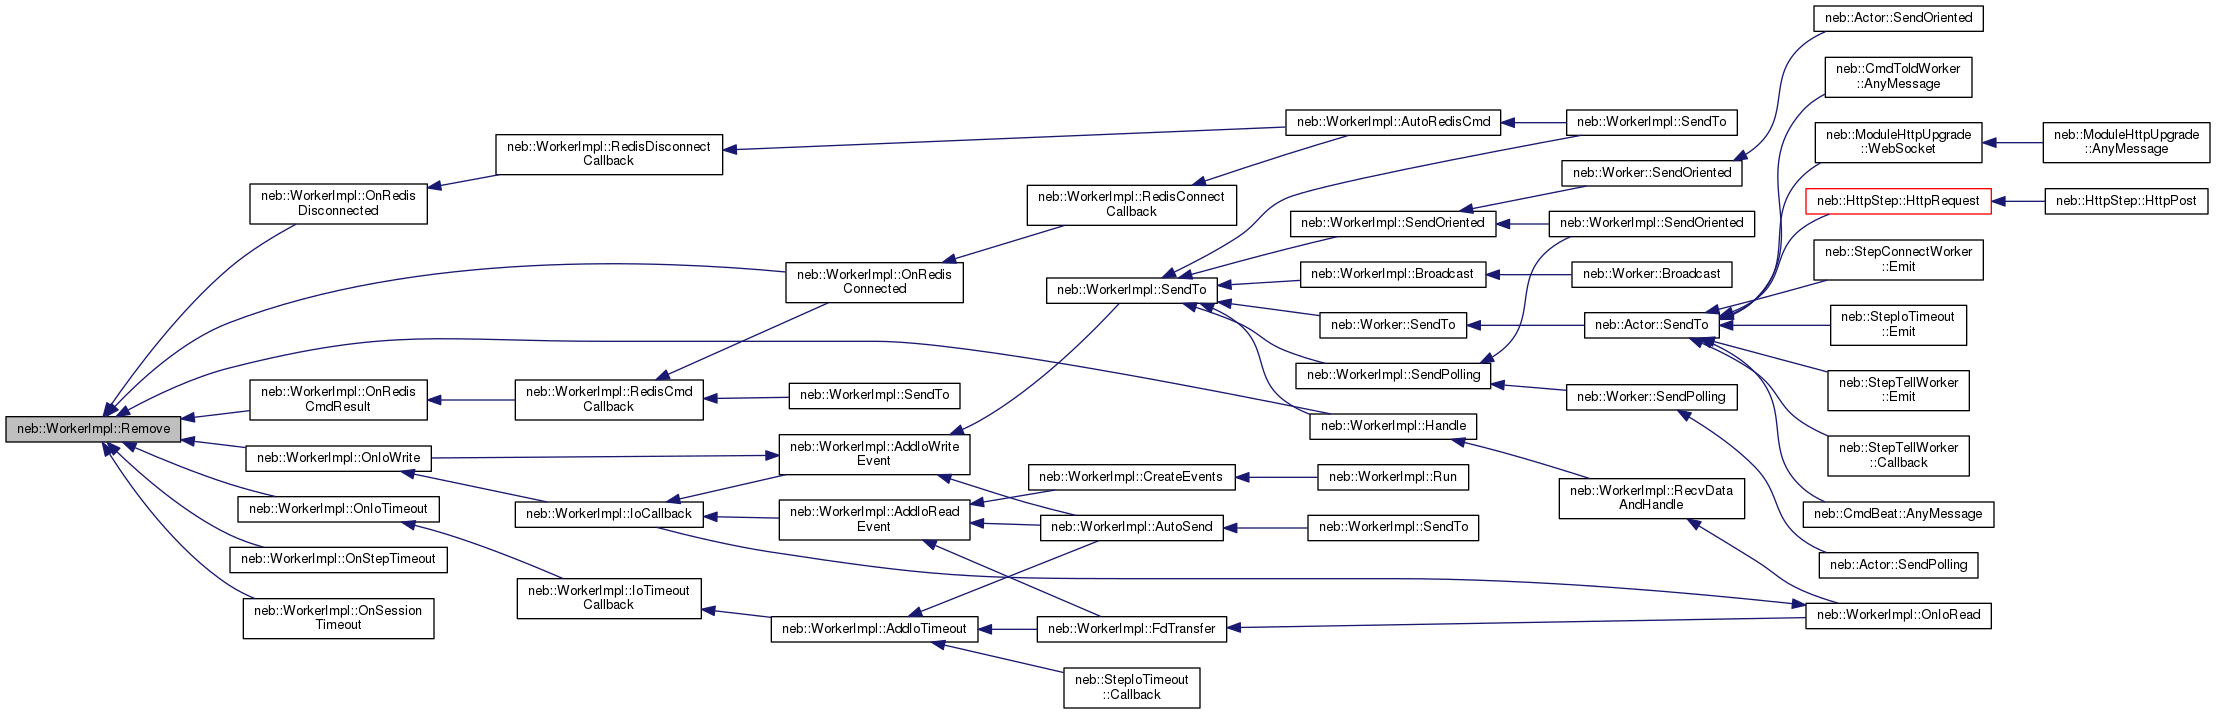 neb::WorkerImpl::Remove
neb::WorkerImpl::OnRedis
Disconnected
neb::WorkerImpl::OnRedis
CmdResult
neb::WorkerImpl::OnIoWrite
neb::WorkerImpl::OnIoTimeout
neb::WorkerImpl::OnStepTimeout
neb::WorkerImpl::OnSession
Timeout
neb::WorkerImpl::RedisDisconnect
Callback
neb::WorkerImpl::RedisCmd
Callback
neb::WorkerImpl::IoCallback
neb::WorkerImpl::IoTimeout
Callback
neb::WorkerImpl::OnRedis
Connected
neb::WorkerImpl::SendTo
neb::WorkerImpl::AddIoWrite
Event
neb::WorkerImpl::AddIoRead
Event
neb::WorkerImpl::AddIoTimeout
neb::WorkerImpl::RedisConnect
Callback
neb::WorkerImpl::SendTo
neb::WorkerImpl::CreateEvents
neb::WorkerImpl::AutoSend
neb::WorkerImpl::FdTransfer
neb::StepIoTimeout
::Callback
neb::WorkerImpl::AutoRedisCmd
neb::WorkerImpl::SendOriented
neb::WorkerImpl::Broadcast
neb::Worker::SendTo
neb::WorkerImpl::SendPolling
neb::WorkerImpl::Handle
neb::WorkerImpl::Run
neb::WorkerImpl::SendTo
neb::WorkerImpl::SendTo
neb::Worker::SendOriented
neb::WorkerImpl::SendOriented
neb::Worker::Broadcast
neb::Actor::SendTo
neb::Worker::SendPolling
neb::WorkerImpl::RecvData
AndHandle
neb::Actor::SendOriented
neb::CmdToldWorker
::AnyMessage
neb::ModuleHttpUpgrade
::WebSocket
neb::HttpStep::HttpRequest
neb::StepConnectWorker
::Emit
neb::StepIoTimeout
::Emit
neb::StepTellWorker
::Emit
neb::StepTellWorker
::Callback
neb::CmdBeat::AnyMessage
neb::Actor::SendPolling
neb::WorkerImpl::OnIoRead
neb::ModuleHttpUpgrade
::AnyMessage
neb::HttpStep::HttpPost